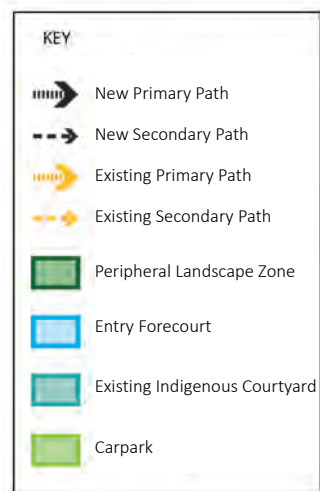 KEY
New Primary Path
New Secondary Path
Existing Primary Path
Existing Secondary Path
Peripheral Landscape Zone
Entry Forecourt
Existing Indigenous Courtyard
Carpark